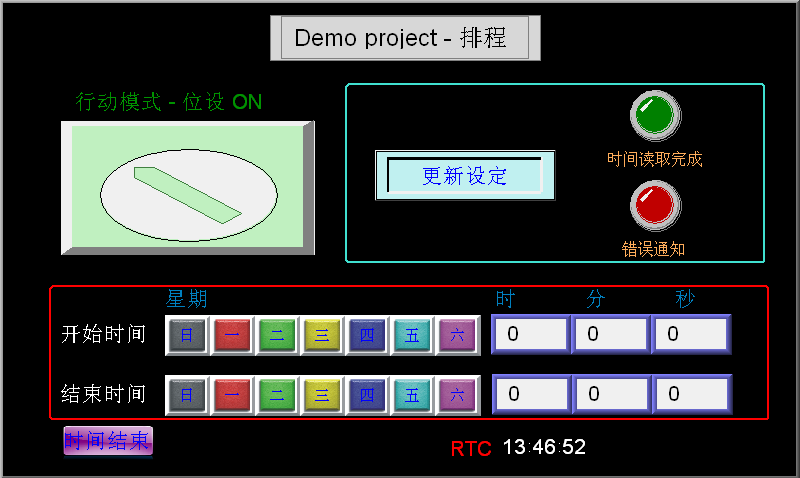 Demo project - 排程
行动模式 - 位设 ON
更新设定
时间读取完成
错误通知
星期 时 分 秒
开始时间 日 一 二 三 四 五 六 0 0 0
结束时间 日 一 二 三 四 五 六 0 0 0
时间结束
RTC 13:46:52